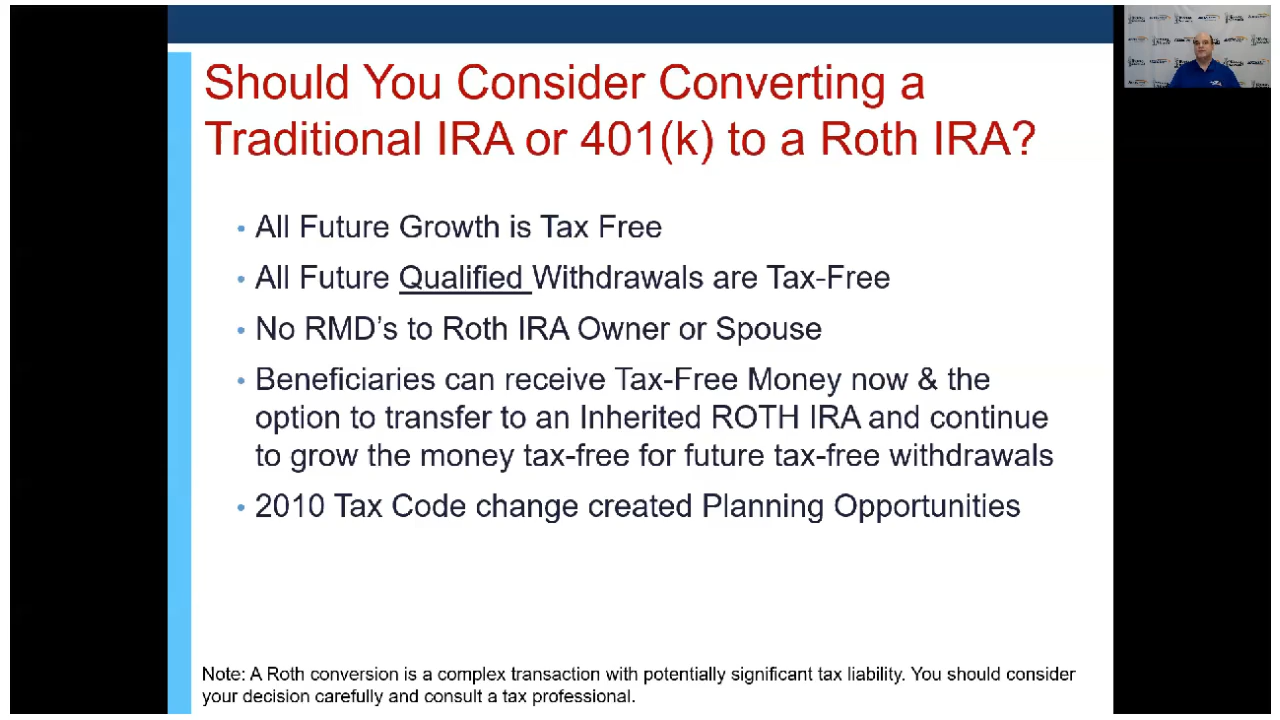 Should You Consider Converting a
Traditional IRA or 401(k) to a Roth IRA?
• All Future Growth is Tax Free
• All Future Qualified Withdrawals are Tax-Free
• No RMD’s to Roth IRA Owner or Spouse
• Beneficiaries can receive Tax-Free Money now & the
option to transfer to an Inherited ROTH IRA and continue
to grow the money tax-free for future tax-free withdrawals
• 2010 Tax Code change created Planning Opportunities
Note: A Roth conversion is a complex transaction with potentially significant tax liability. You should consider
your decision carefully and consult a tax professional.